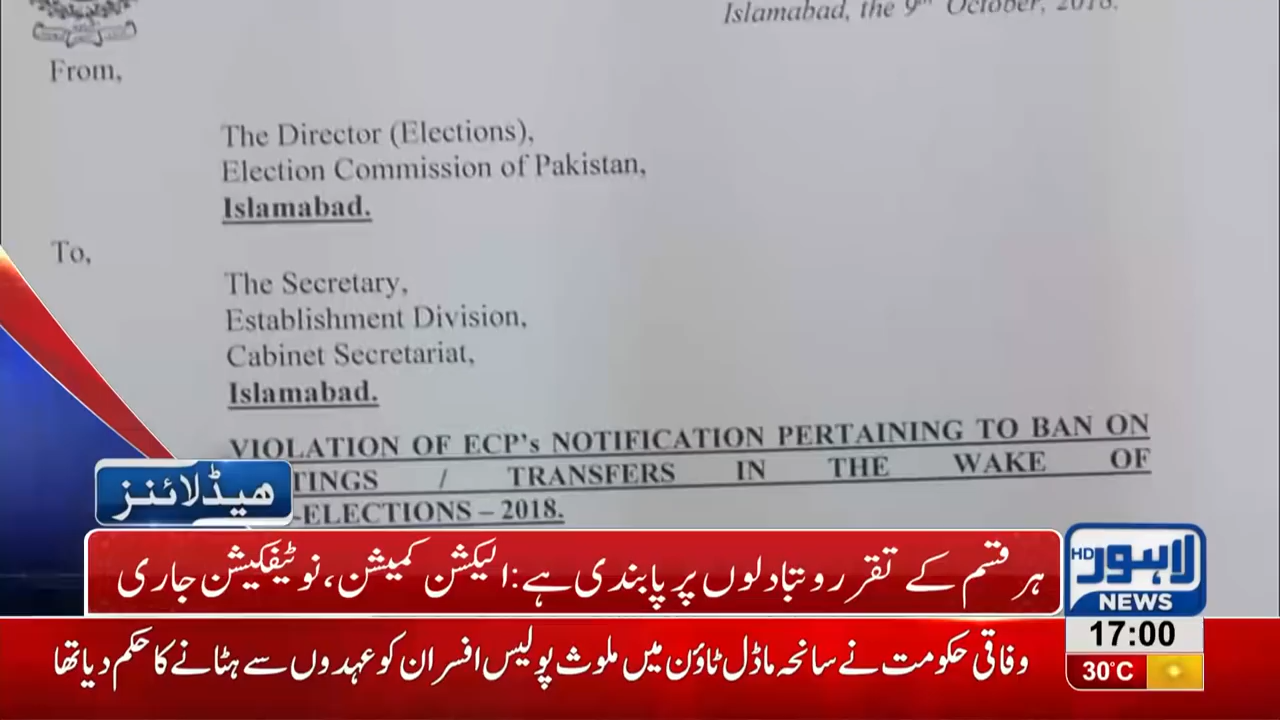 Islamabad, the 9th October, 2018.
From,
The Director (Elections),
Election Commission of Pakistan,
Islamabad.
To,
The Secretary,
Establishment Division,
Cabinet Secretariat,
Islamabad.
VIOLATION OF ECP's NOTIFICATION PERTAINING TO BAN ON
TINGS / TRANSFERS IN THE WAKE OF
-ELECTIONS – 2018.
ہیڈلائنز
ہر قسم کے تقرر و تبادلوں پر پابندی ہے: الیکشن کمیشن، نوٹیفکیشن جاری
HD لاہور
NEWS
17:00
وفاقی حکومت نے سانحہ ماڈل ٹاؤن میں ملوث پولیس افسران کو عہدوں سے ہٹانے کا حکم دیا تھا
30°C